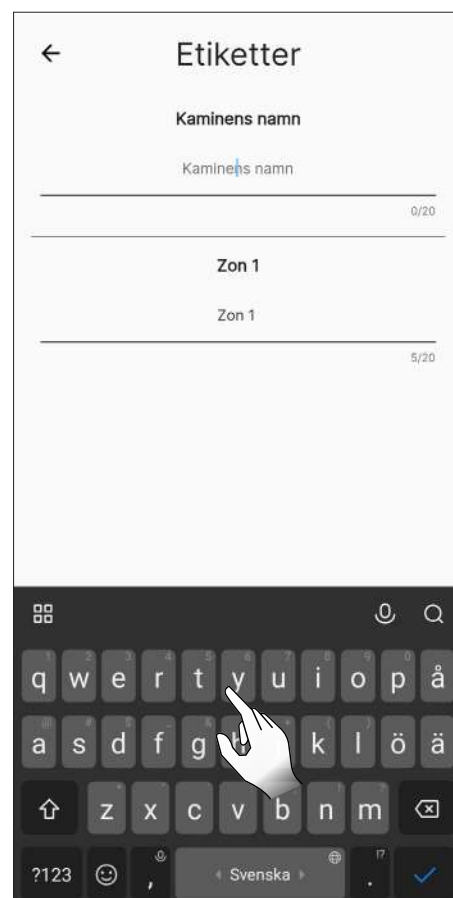 Etiketter
Kaminens namn
Kaminens namn
0/20
Zon 1
Zon 1
5/20
q w e r t y u i o p å
a s d f g h k l ö ä
z x c v b n m
?123 , Svenska .